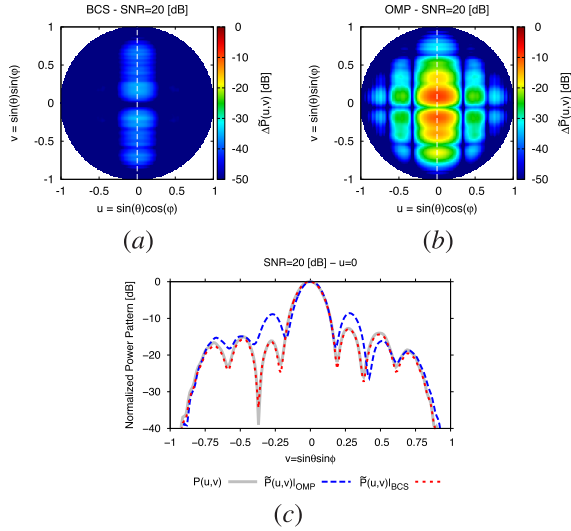 BCS - SNR=20 [dB]
OMP - SNR=20 [dB]
v = sin(θ)sin(φ)
1
0.5
0
-0.5
-1
-1 -0.5 0 0.5 1
u = sin(θ)cos(φ)
0
-10
-20
-30
-40
-50
ΔP̃(u,v) [dB]
v = sin(θ)sin(φ)
1
0.5
0
-0.5
-1
-1 -0.5 0 0.5 1
u = sin(θ)cos(φ)
0
-10
-20
-30
-40
-50
ΔP̃(u,v) [dB]
(a)
(b)
SNR=20 [dB] – u=0
Normalized Power Pattern [dB]
0
-10
-20
-30
-40
-1 -0.75 -0.5 -0.25 0 0.25 0.5 0.75 1
v=sinθsinϕ
P(u,v) P̃(u,v)|OMP P̃(u,v)|BCS
(c)